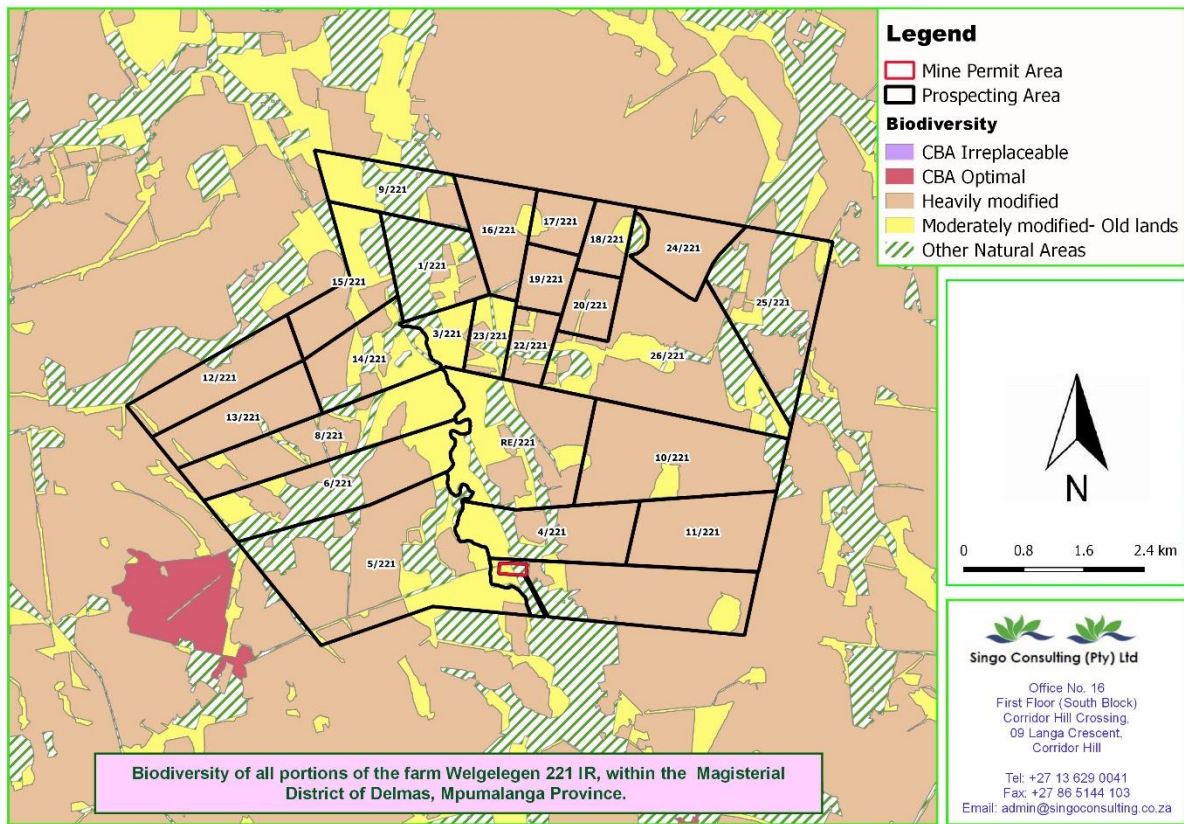 Legend
Mine Permit Area
Prospecting Area
Biodiversity
CBA Irreplaceable
CBA Optimal
Heavily modified
Moderately modified- Old lands
Other Natural Areas
9/221
16/221
17/221
18/221
24/221
1/221
19/221
15/221
20/221
25/221
3/221
23/221
22/221
14/221
26/221
12/221
13/221
8/221
RE/221
10/221
6/221
4/221
11/221
5/221
N
0 0.8 1.6 2.4 km
Singo Consulting (Pty) Ltd
Office No. 16
First Floor (South Block)
Corridor Hill Crossing,
09 Langa Crescent,
Corridor Hill
Tel: +27 13 629 0041
Fax: +27 86 5144 103
Email: admin@singoconsulting.co.za
Biodiversity of all portions of the farm Welgelegen 221 IR, within the Magisterial
District of Delmas, Mpumalanga Province.